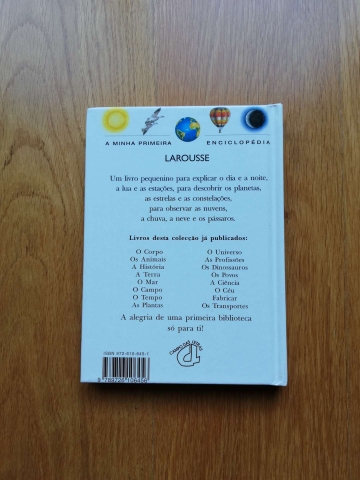 A MINHA PRIMEIRA ENCICLOPÉDIA
LAROUSSE
Um livro pequenino para explicar o dia e a noite,
a lua e as estações, para descobrir os planetas,
as estrelas e as constelações,
para observar as nuvens,
a chuva, a neve e os pássaros.
Livros desta colecção já publicados:
O Corpo
Os Animais
A História
A Terra
O Mar
O Campo
O Tempo
As Plantas
O Universo
As Profissões
Os Dinossauros
Os Povos
A Ciência
O Céu
Fabricar
Os Transportes
A alegria de uma primeira biblioteca
só para ti!
CAMPO DAS LETRAS